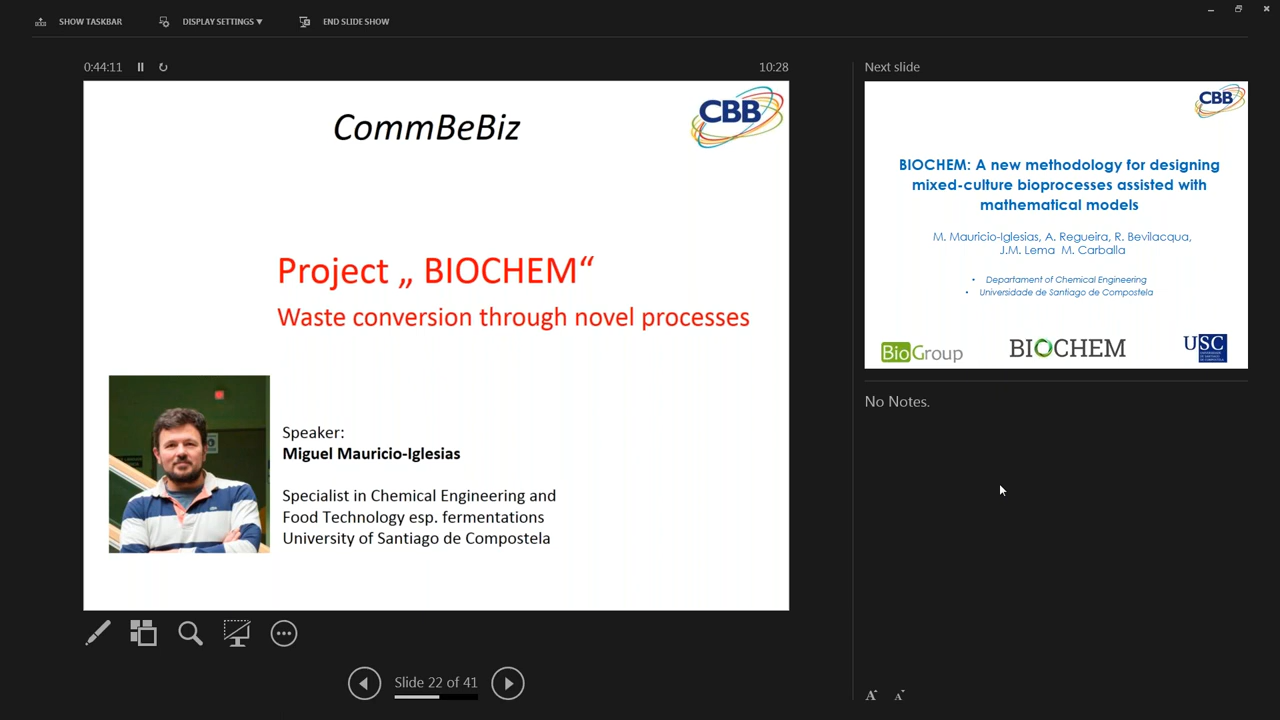 SHOW TASKBAR
DISPLAY SETTINGS ▼
END SLIDE SHOW
0:44:11
10:28
CommBeBiz
CBB
Project „ BIOCHEM“
Waste conversion through novel processes
Speaker:
Miguel Mauricio-Iglesias
Specialist in Chemical Engineering and
Food Technology esp. fermentations
University of Santiago de Compostela
Slide 22 of 41
Next slide
CBB
BIOCHEM: A new methodology for designing
mixed-culture bioprocesses assisted with
mathematical models
M. Mauricio-Iglesias, A. Regueira, R. Bevilacqua,
J.M. Lema M. Carballa
• Departament of Chemical Engineering
• Universidade de Santiago de Compostela
BioGroup
BIOCHEM
USC
No Notes.
A
A